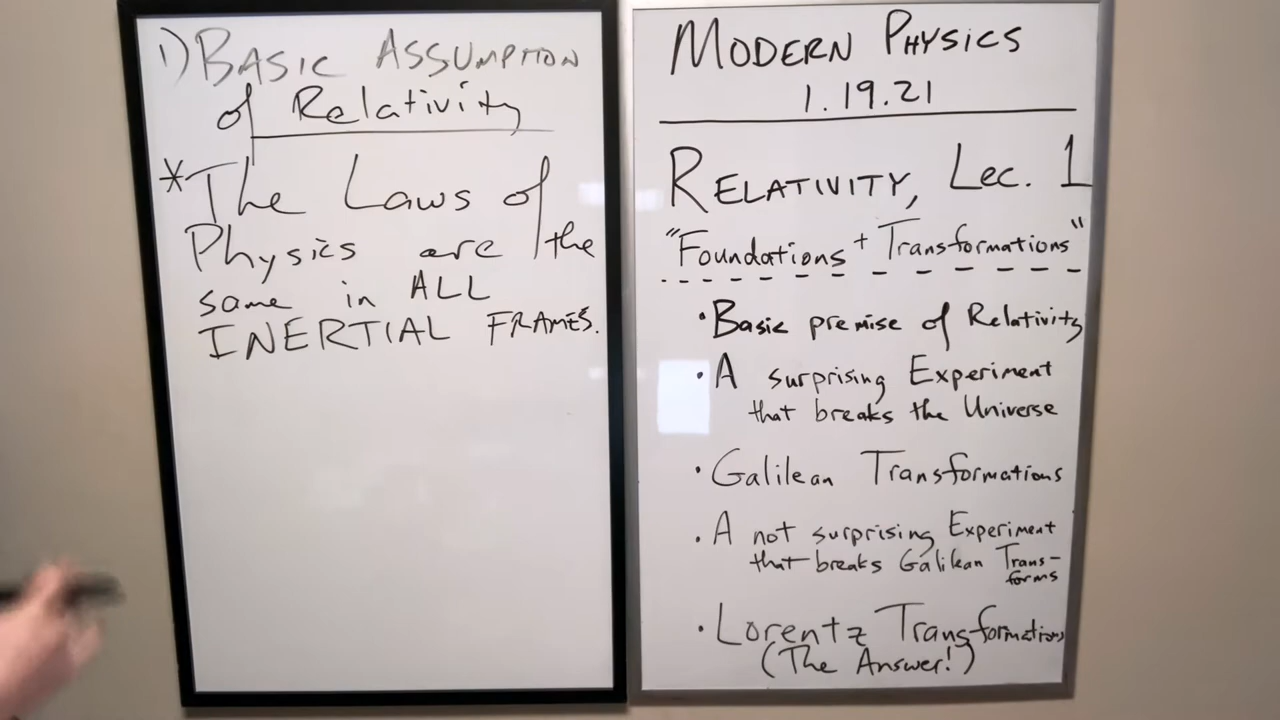 1) BASIC ASSUMPTION
of Relativity
*The Laws of
Physics are the
same in ALL
INERTIAL FRAMES.
MODERN PHYSICS
1.19.21
RELATIVITY, Lec. 1
"Foundations + Transformations"
• Basic premise of Relativity
• A surprising Experiment
that breaks the Universe
• Galilean Transformations
• A not surprising Experiment
that breaks Galilean Trans-
forms
• Lorentz Transformations
(The Answer!)